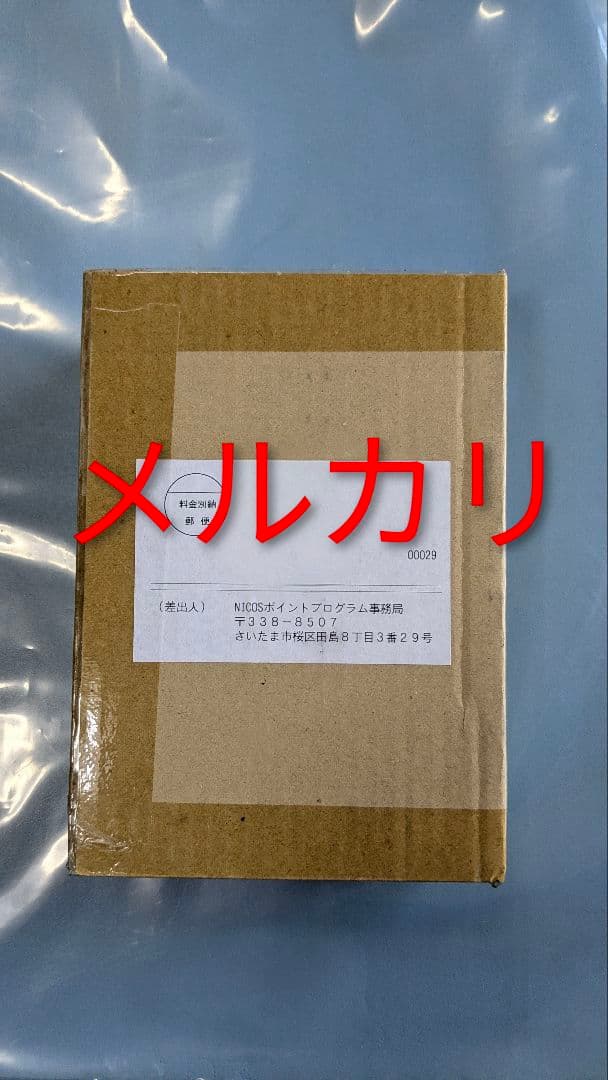 メルカリ
料金別納
郵便
00029
（差出人） NICOSポイントプログラム事務局
〒338-8507
さいたま市桜区田島８丁目３番２９号